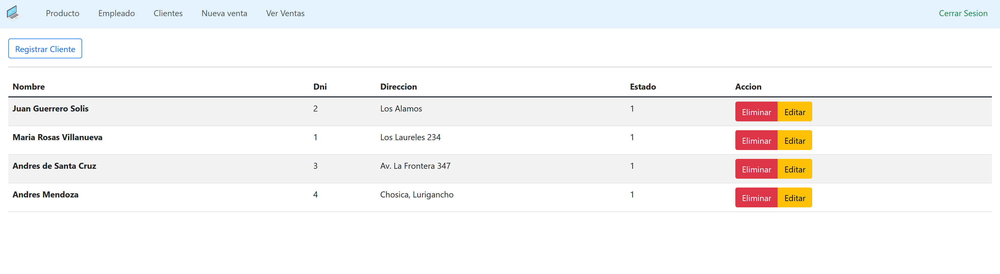 Producto Empleado Clientes Nueva venta Ver Ventas Cerrar Sesion
Registrar Cliente
Nombre Dni Direccion Estado Accion
Juan Guerrero Solis 2 Los Alamos 1 Eliminar Editar
Maria Rosas Villanueva 1 Los Laureles 234 1 Eliminar Editar
Andres de Santa Cruz 3 Av. La Frontera 347 1 Eliminar Editar
Andres Mendoza 4 Chosica, Lurigancho 1 Eliminar Editar